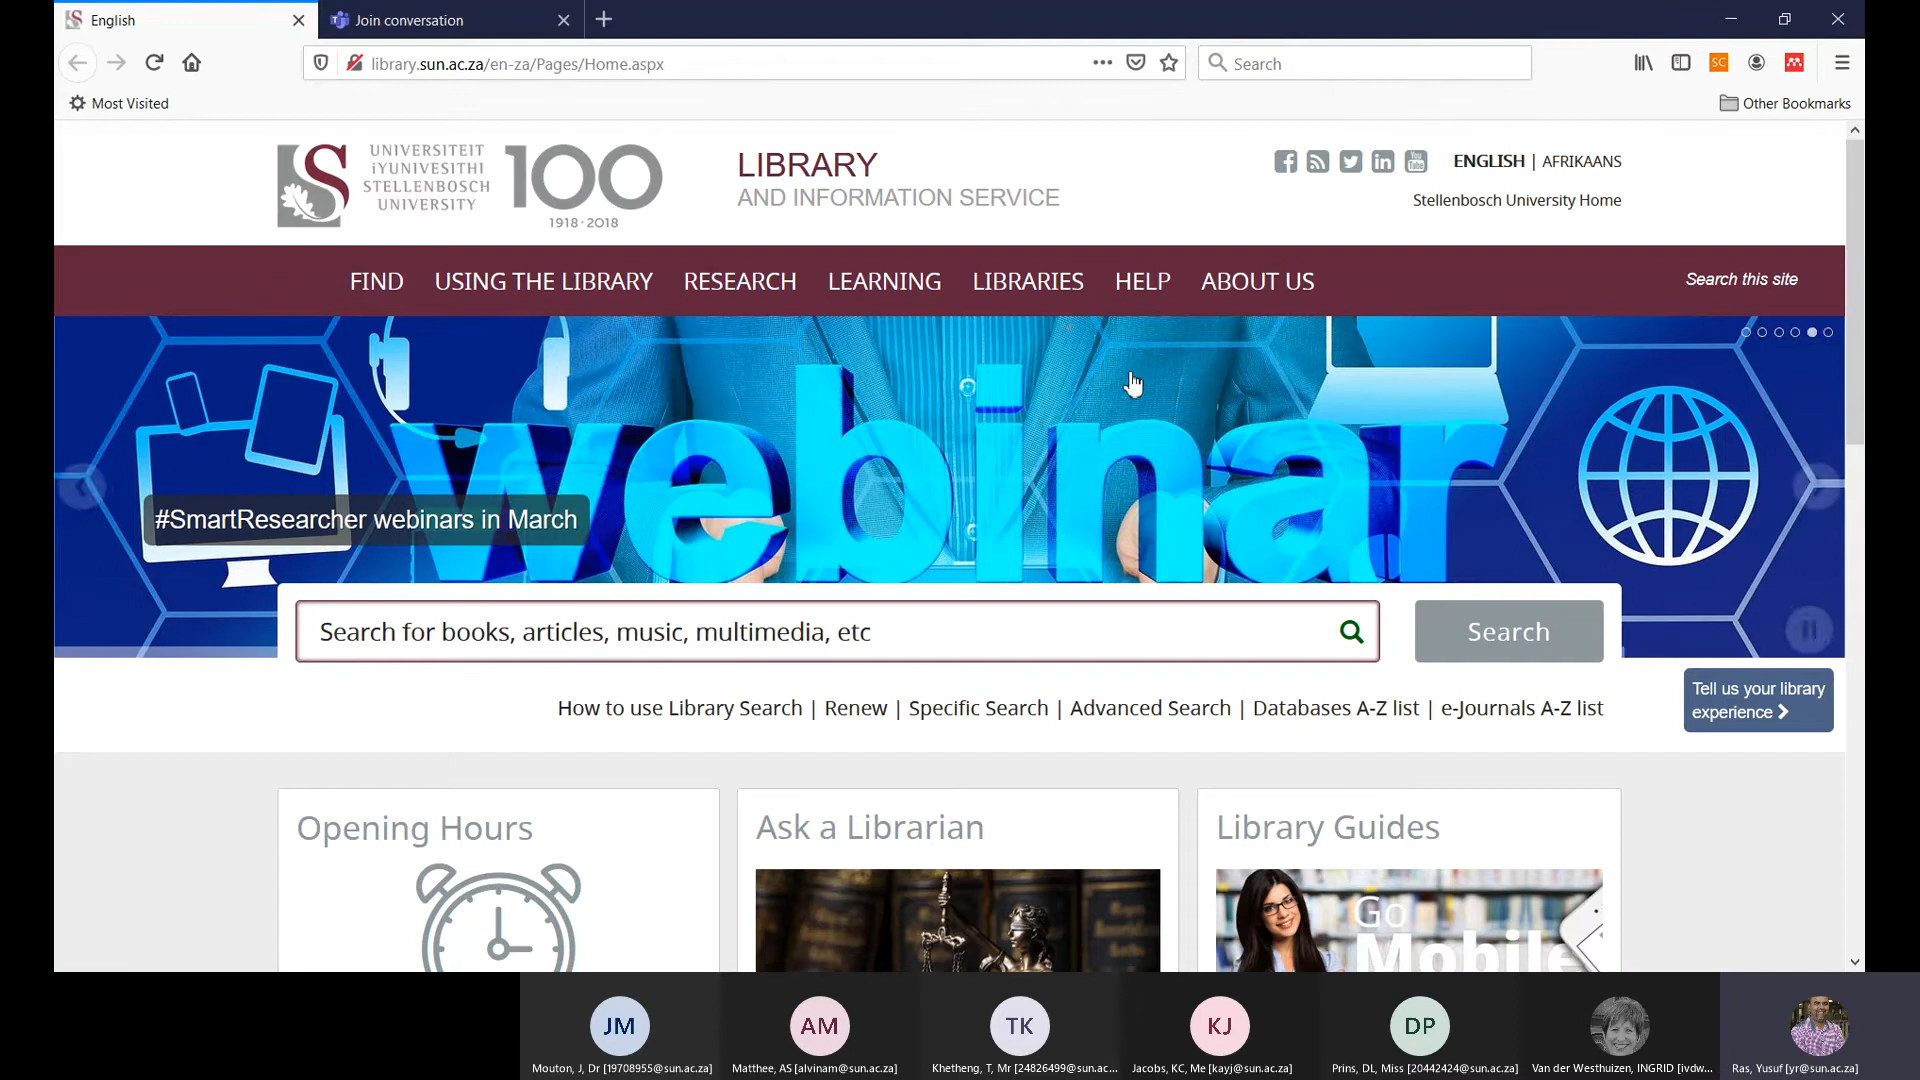 English
Join conversation
library.sun.ac.za/en-za/Pages/Home.aspx
Search
Most Visited
Other Bookmarks
UNIVERSITEIT
iYUNIVESITHI
STELLENBOSCH
UNIVERSITY
100
1918·2018
LIBRARY
AND INFORMATION SERVICE
ENGLISH | AFRIKAANS
Stellenbosch University Home
FIND USING THE LIBRARY RESEARCH LEARNING LIBRARIES HELP ABOUT US
Search this site
webinar
#SmartResearcher webinars in March
Search for books, articles, music, multimedia, etc
Search
How to use Library Search | Renew | Specific Search | Advanced Search | Databases A-Z list | e-Journals A-Z list
Tell us your library
experience
Opening Hours
Ask a Librarian
Library Guides
Go
Mobile
JM
AM
TK
KJ
DP
Mouton, J, Dr [19708955@sun.ac.za]
Matthee, AS [alvinam@sun.ac.za]
Khetheng, T, Mr [24826499@sun.ac...
Jacobs, KC, Me [kayj@sun.ac.za]
Prins, DL, Miss [20442424@sun.ac.za]
Van der Westhuizen, INGRID [ivdw...
Ras, Yusuf [yr@sun.ac.za]